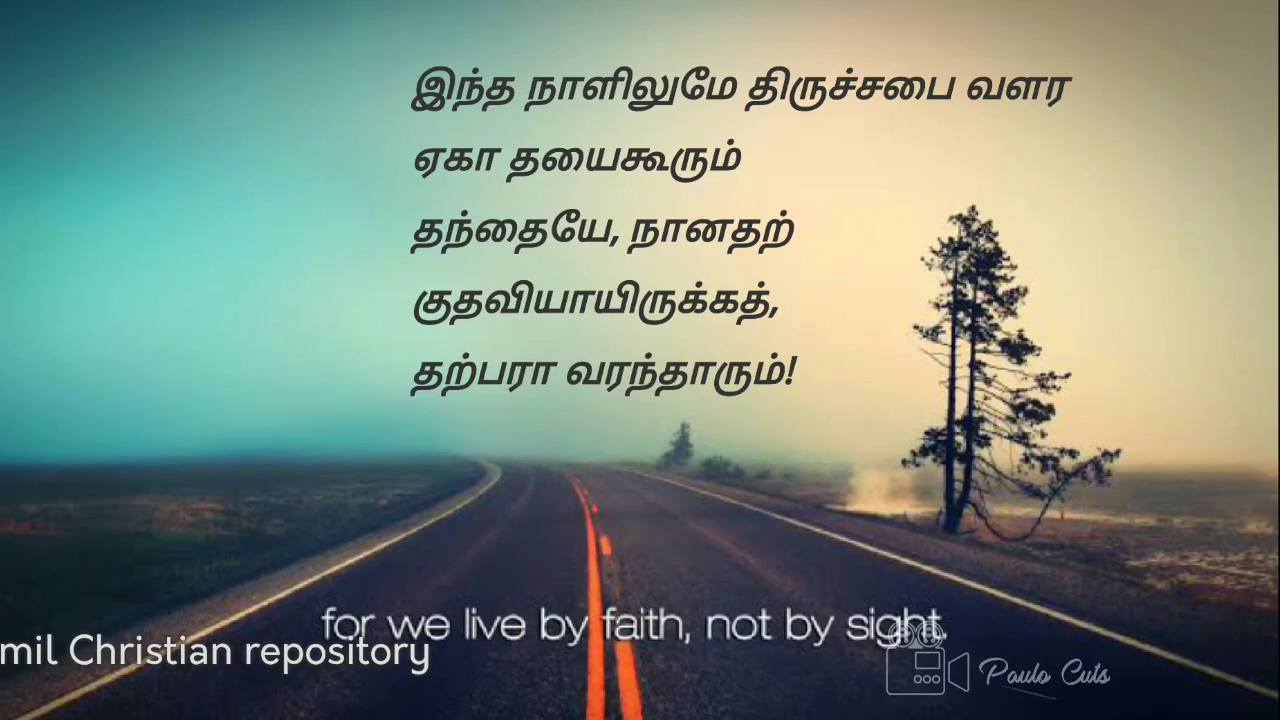 இந்த நாளிலுமே திருச்சபை வளர
ஏகா தயைகூரும்
தந்தையே, நானதற்
குதவியாயிருக்கத்,
தற்பரா வரந்தாரும்!
for we live by faith, not by sight.
mil Christian repository
Paulo Cuts